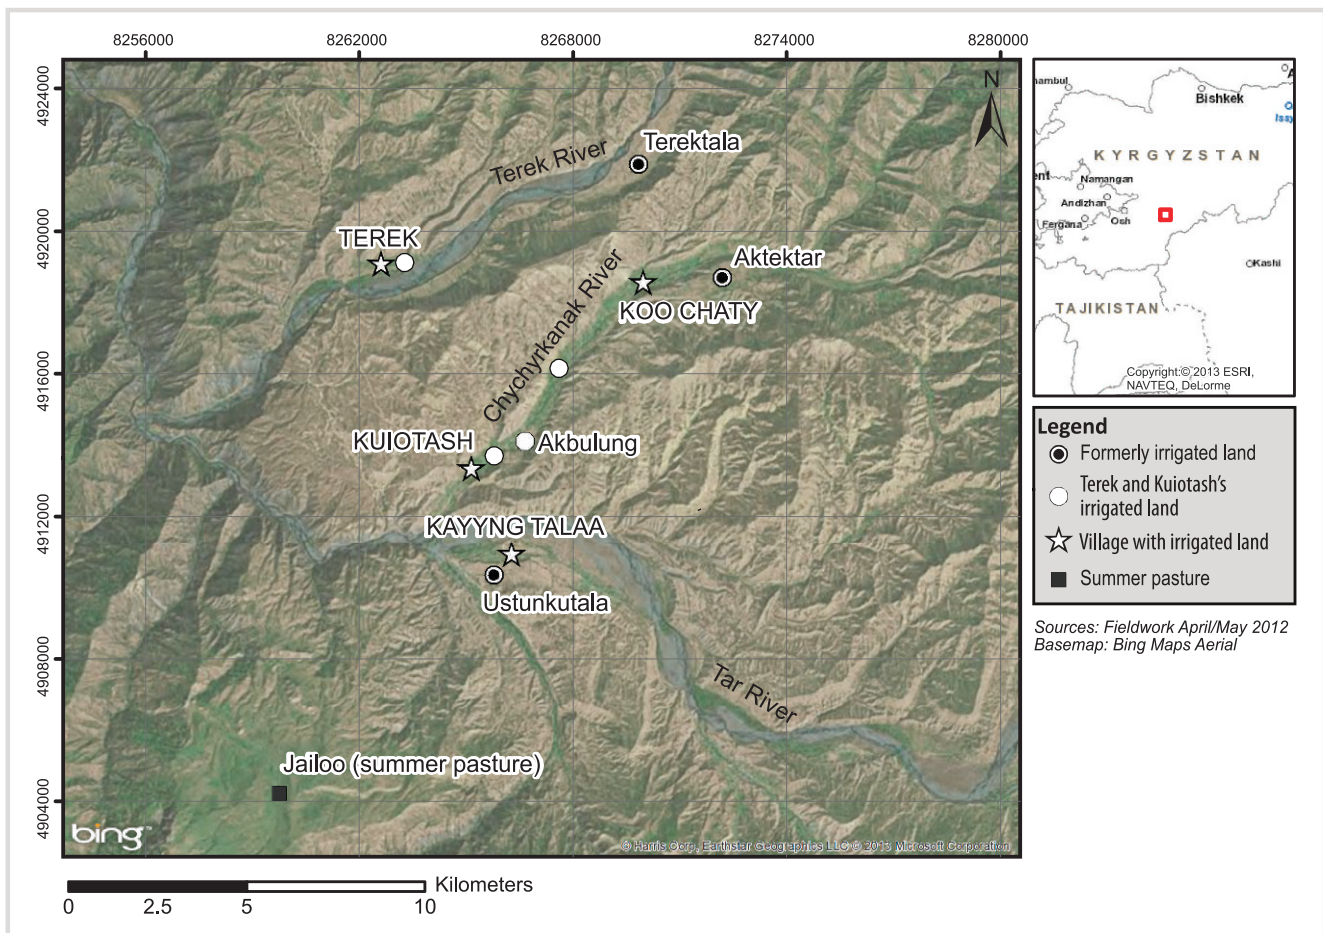 8256000
8262000
8268000
8274000
8280000
4924000
4920000
4916000
4912000
4908000
4904000
N
Terektala
Terek River
TEREK
Aktektar
KOO CHATY
Chychyrkanak River
KUIOTASH
Akbulung
KAYYNG TALAA
Ustunkutala
Tar River
Jailoo (summer pasture)
bing
© Harris Corp, Earthstar Geographics LLC © 2013 Microsoft Corporation
Kilometers
0
2.5
5
10
Bishkek
KYRGYZSTAN
Namangan
Andizhan
Fergana
Osh
Kashi
TAJIKISTAN
Copyright:© 2013 ESRI,
NAVTEQ, DeLorme
Legend
Formerly irrigated land
Terek and Kuiotash's
irrigated land
Village with irrigated land
Summer pasture
Sources: Fieldwork April/May 2012
Basemap: Bing Maps Aerial